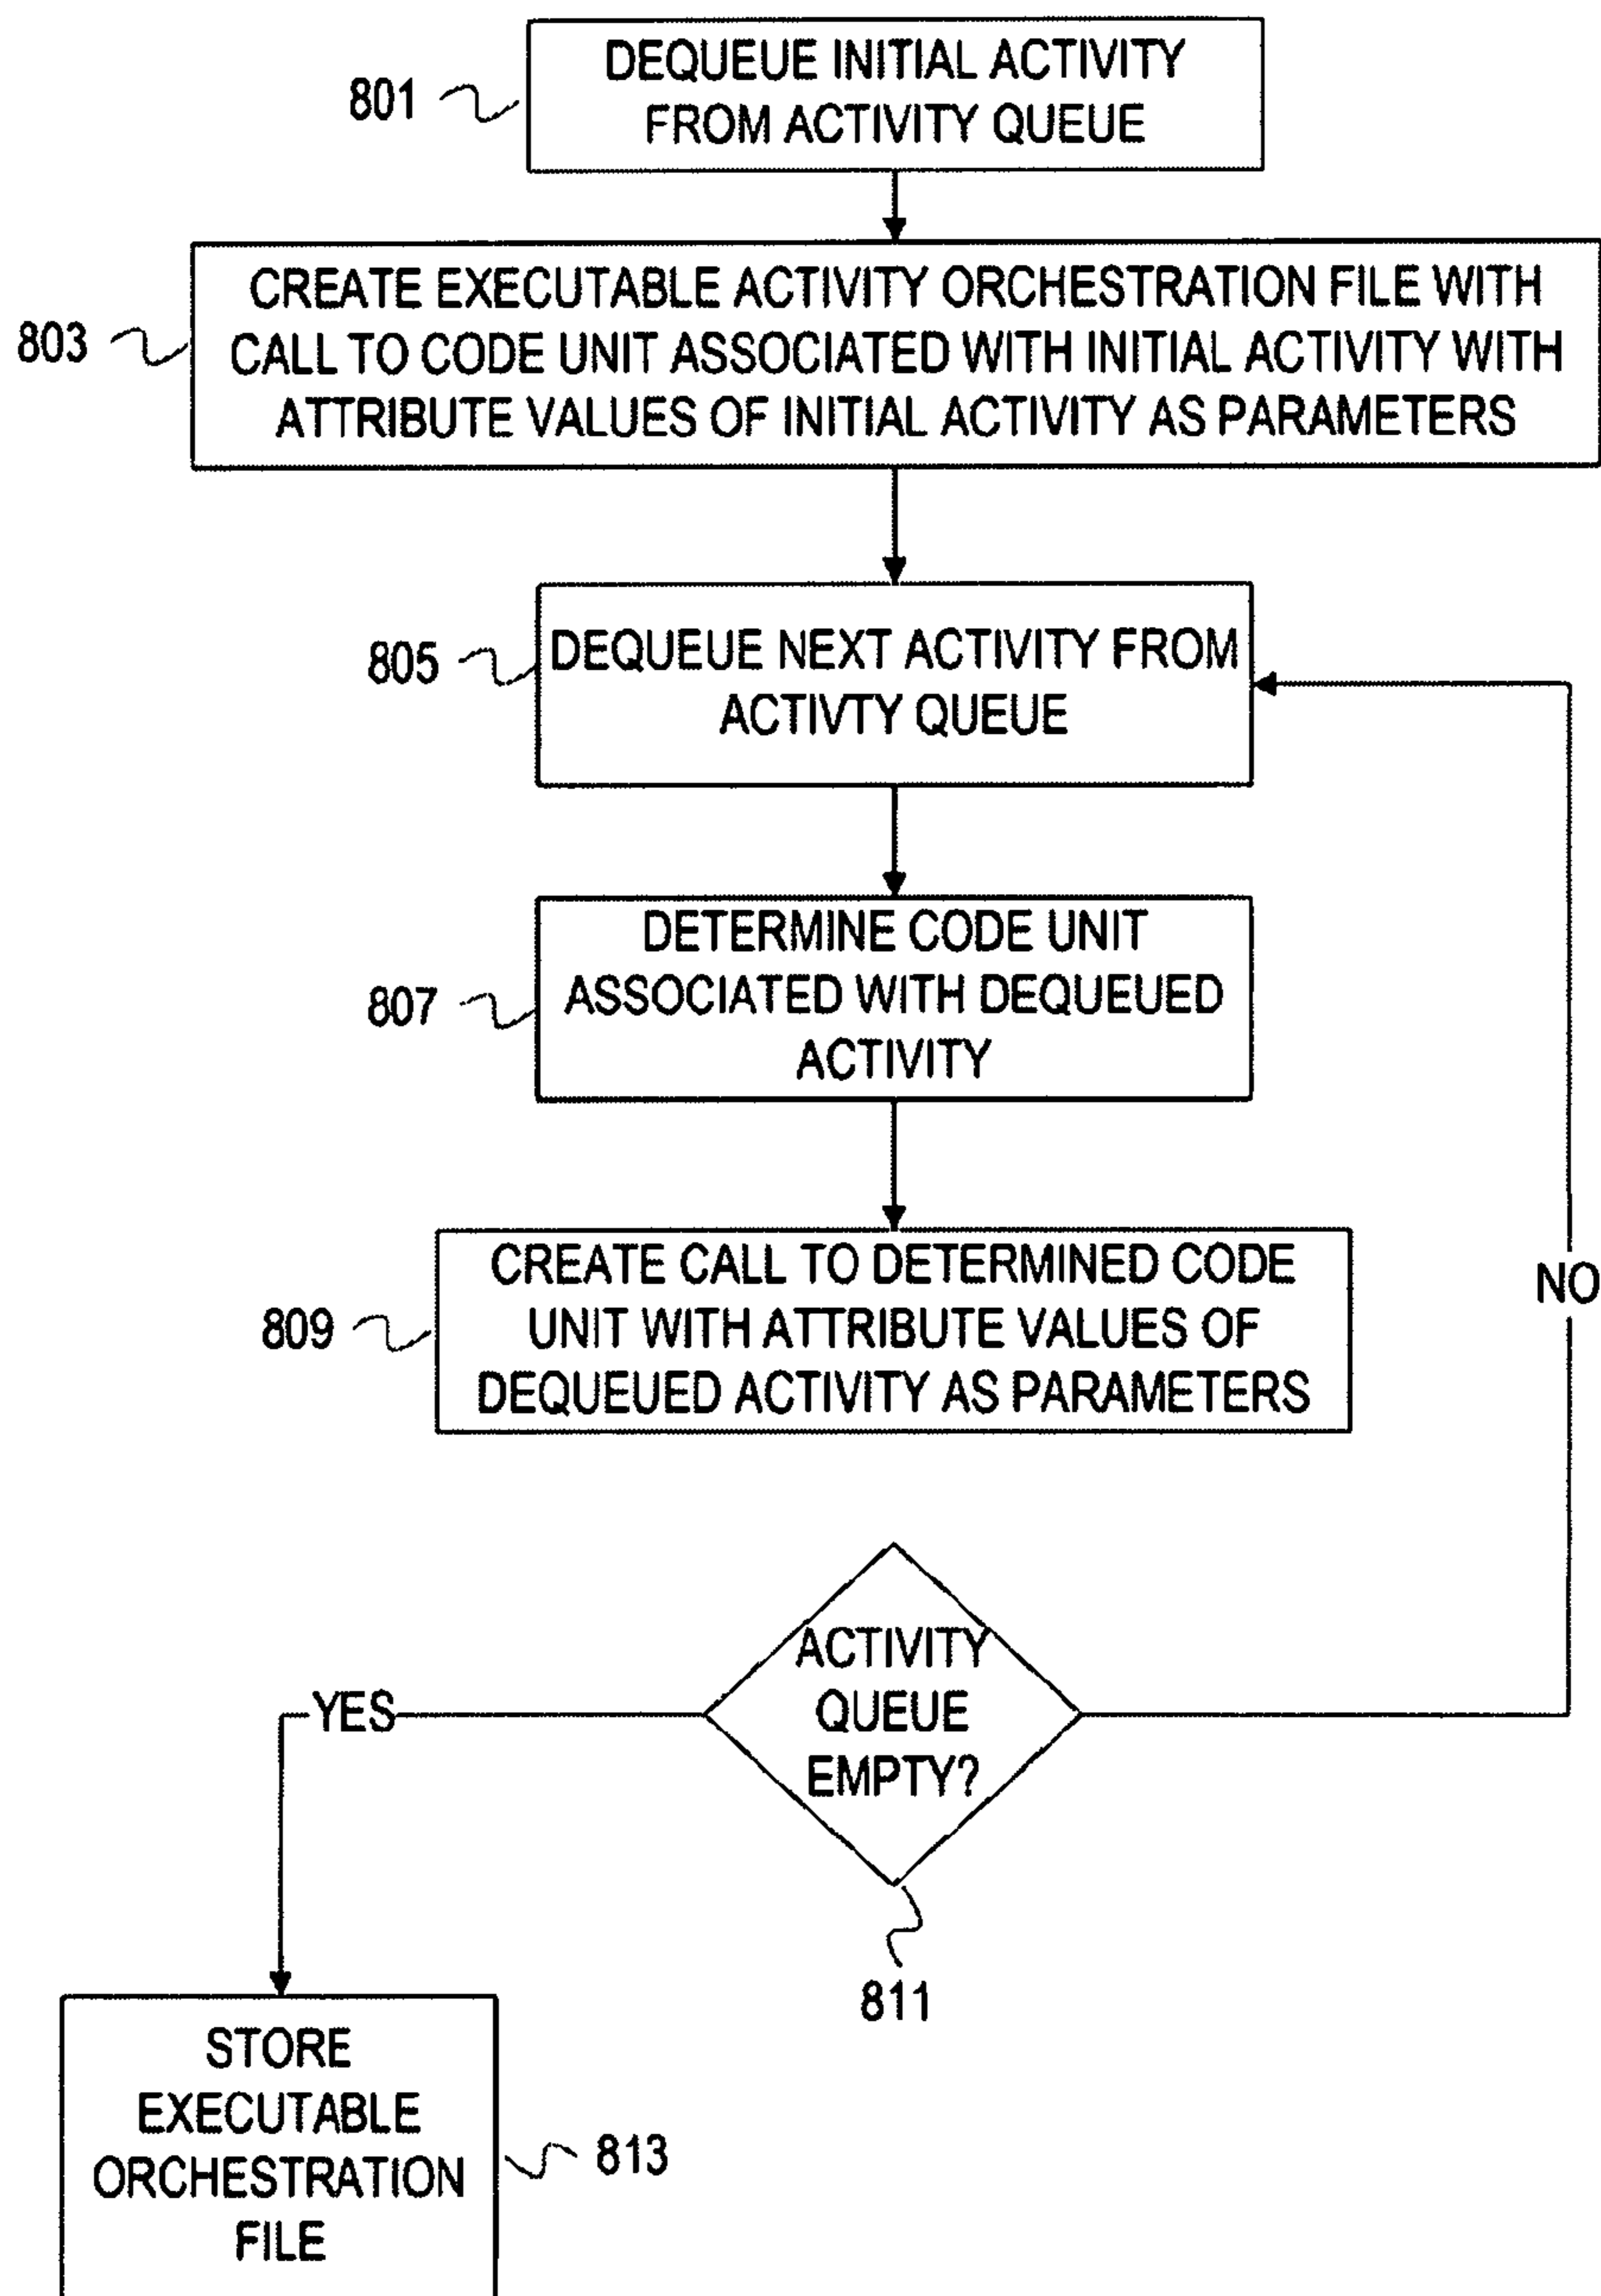 DEQUEUE INITIAL ACTIVITY
FROM ACTIVITY QUEUE
801
CREATE EXECUTABLE ACTIVITY ORCHESTRATION FILE WITH
CALL TO CODE UNIT ASSOCIATED WITH INITIAL ACTIVITY WITH
ATTRIBUTE VALUES OF INITIAL ACTIVITY AS PARAMETERS
803
DEQUEUE NEXT ACTIVITY FROM
ACTIVTY QUEUE
805
DETERMINE CODE UNIT
ASSOCIATED WITH DEQUEUED
ACTIVITY
807
CREATE CALL TO DETERMINED CODE
UNIT WITH ATTRIBUTE VALUES OF
DEQUEUED ACTIVITY AS PARAMETERS
809
NO
ACTIVITY
QUEUE
EMPTY?
YES
811
STORE
EXECUTABLE
ORCHESTRATION
FILE
813